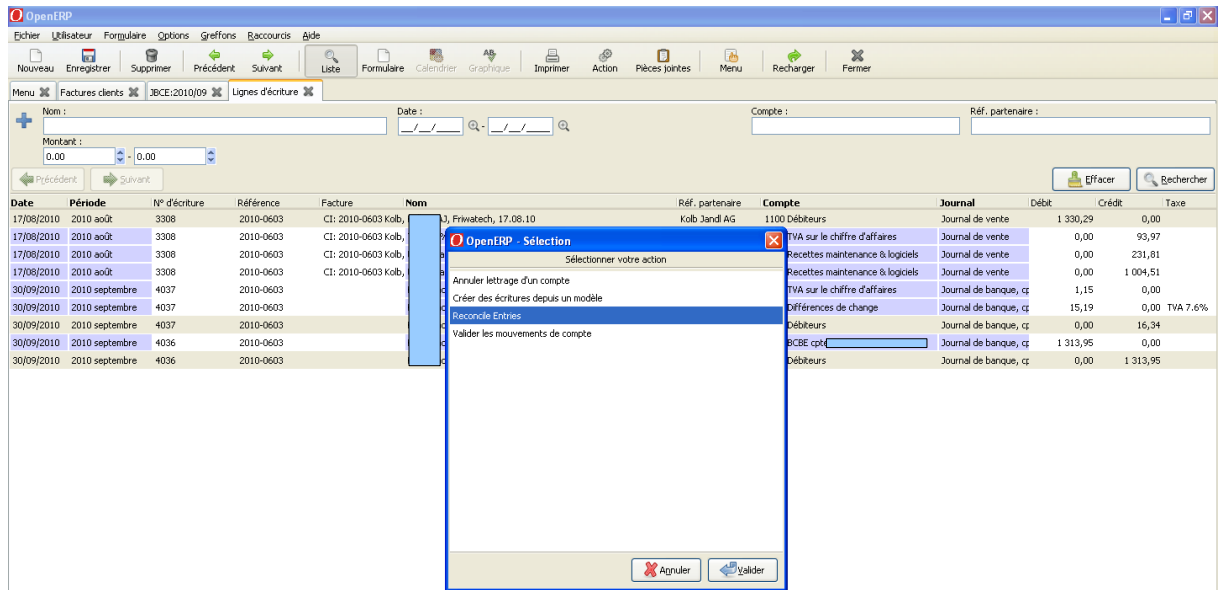 OpenERP
Fichier Utilisateur Formulaire Options Greffons Raccourcis Aide
Nouveau Enregistrer Supprimer Précédent Suivant Liste Formulaire Calendrier Graphique Imprimer Action Pièces jointes Menu Recharger Fermer
Menu Factures clients JBCE:2010/09 Lignes d'écriture
Nom : Date : Compte : Réf. partenaire :
__/__/____ - __/__/____
Montant :
0.00 - 0.00
Précédent Suivant Effacer Rechercher
Date Période N° d'écriture Référence Facture Nom Réf. partenaire Compte Journal Débit Crédit Taxe
17/08/2010 2010 août 3308 2010-0603 CI: 2010-0603 Kolb, J, Friwatech, 17.08.10 Kolb Jandl AG 1100 Débiteurs Journal de vente 1 330,29 0,00
17/08/2010 2010 août 3308 2010-0603 CI: 2010-0603 Kolb, TVA sur le chiffre d'affaires Journal de vente 0,00 93,97
17/08/2010 2010 août 3308 2010-0603 CI: 2010-0603 Kolb, Recettes maintenance & logiciels Journal de vente 0,00 231,81
17/08/2010 2010 août 3308 2010-0603 CI: 2010-0603 Kolb, Recettes maintenance & logiciels Journal de vente 0,00 1 004,51
30/09/2010 2010 septembre 4037 2010-0603 TVA sur le chiffre d'affaires Journal de banque, cp 1,15 0,00
30/09/2010 2010 septembre 4037 2010-0603 Différences de change Journal de banque, cp 15,19 0,00 TVA 7.6%
30/09/2010 2010 septembre 4037 2010-0603 Débiteurs Journal de banque, cp 0,00 16,34
30/09/2010 2010 septembre 4036 2010-0603 BCBE cpte Journal de banque, cp 1 313,95 0,00
30/09/2010 2010 septembre 4036 2010-0603 Débiteurs Journal de banque, cp 0,00 1 313,95
OpenERP - Sélection
Sélectionner votre action
Annuler lettrage d'un compte
Créer des écritures depuis un modèle
Reconcile Entries
Valider les mouvements de compte
Annuler Valider